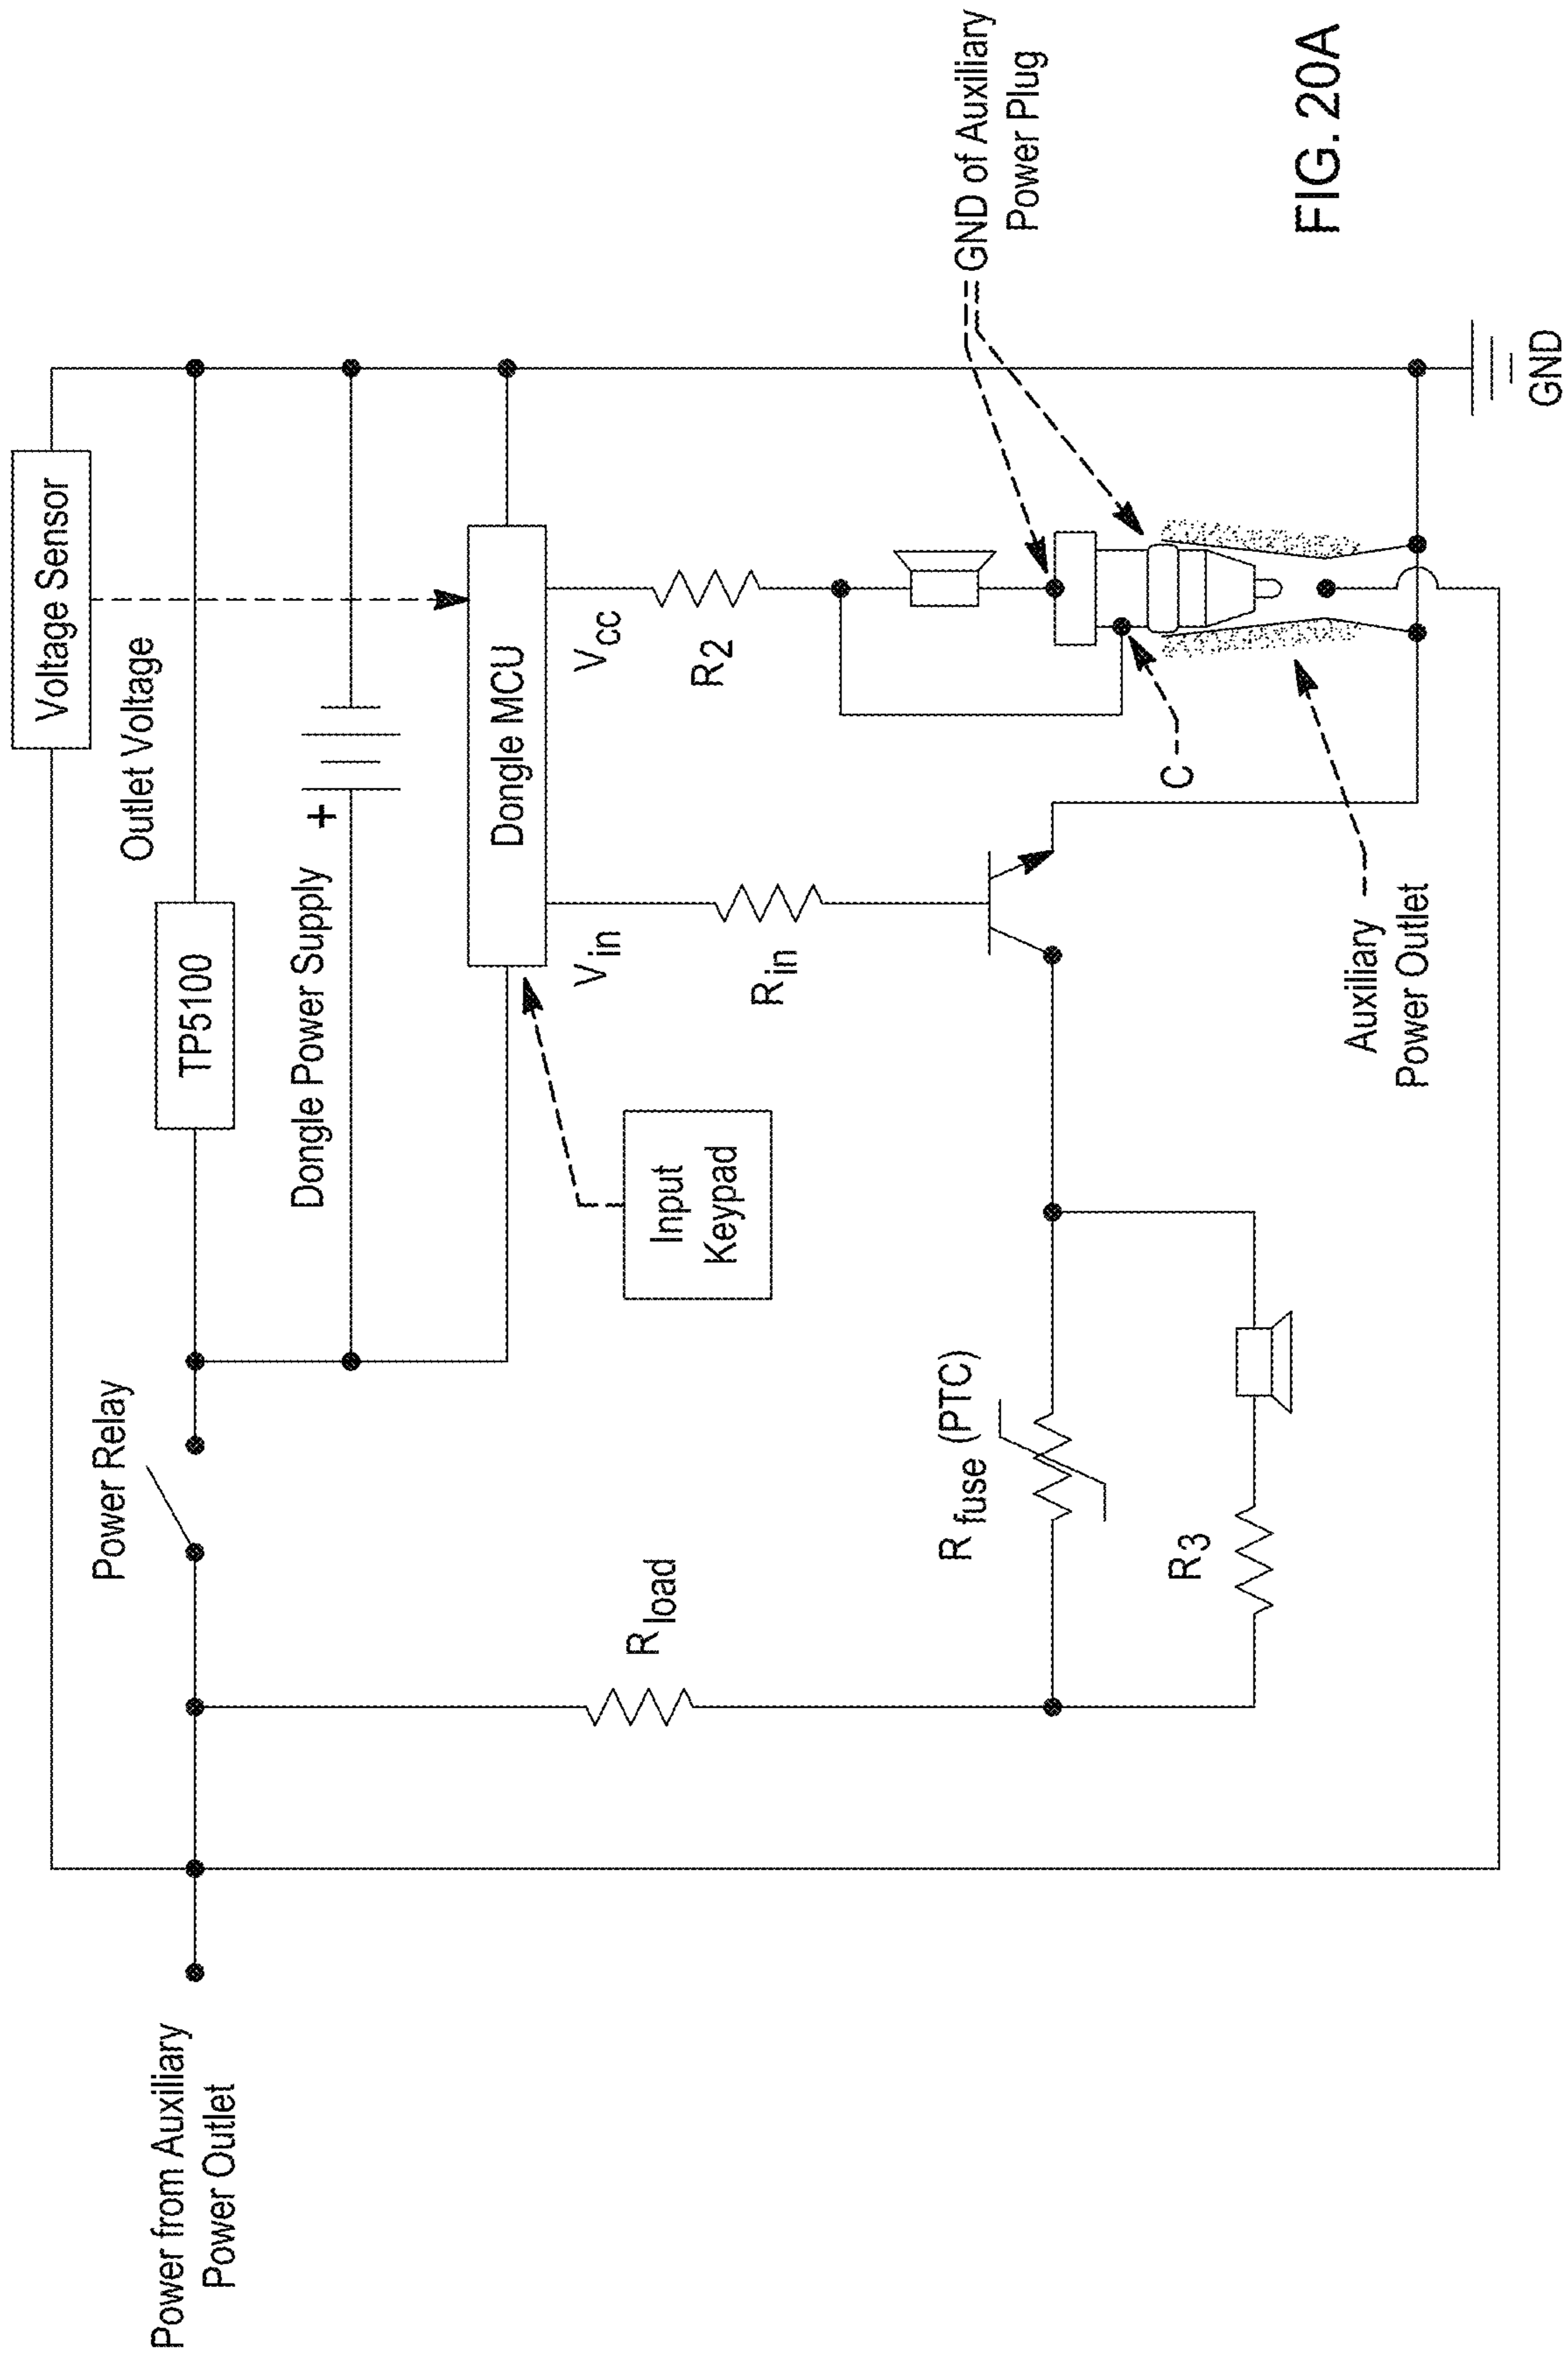 Voltage Sensor
Outlet Voltage
Power Relay
TP5100
Power from Auxiliary
Power Outlet
Dongle Power Supply
+
Dongle MCU
Vin
Vcc
Input
Keypad
Rload
Rin
R2
GND of Auxiliary
Power Plug
R fuse (PTC)
C
R3
Auxiliary
Power Outlet
GND
FIG. 20A